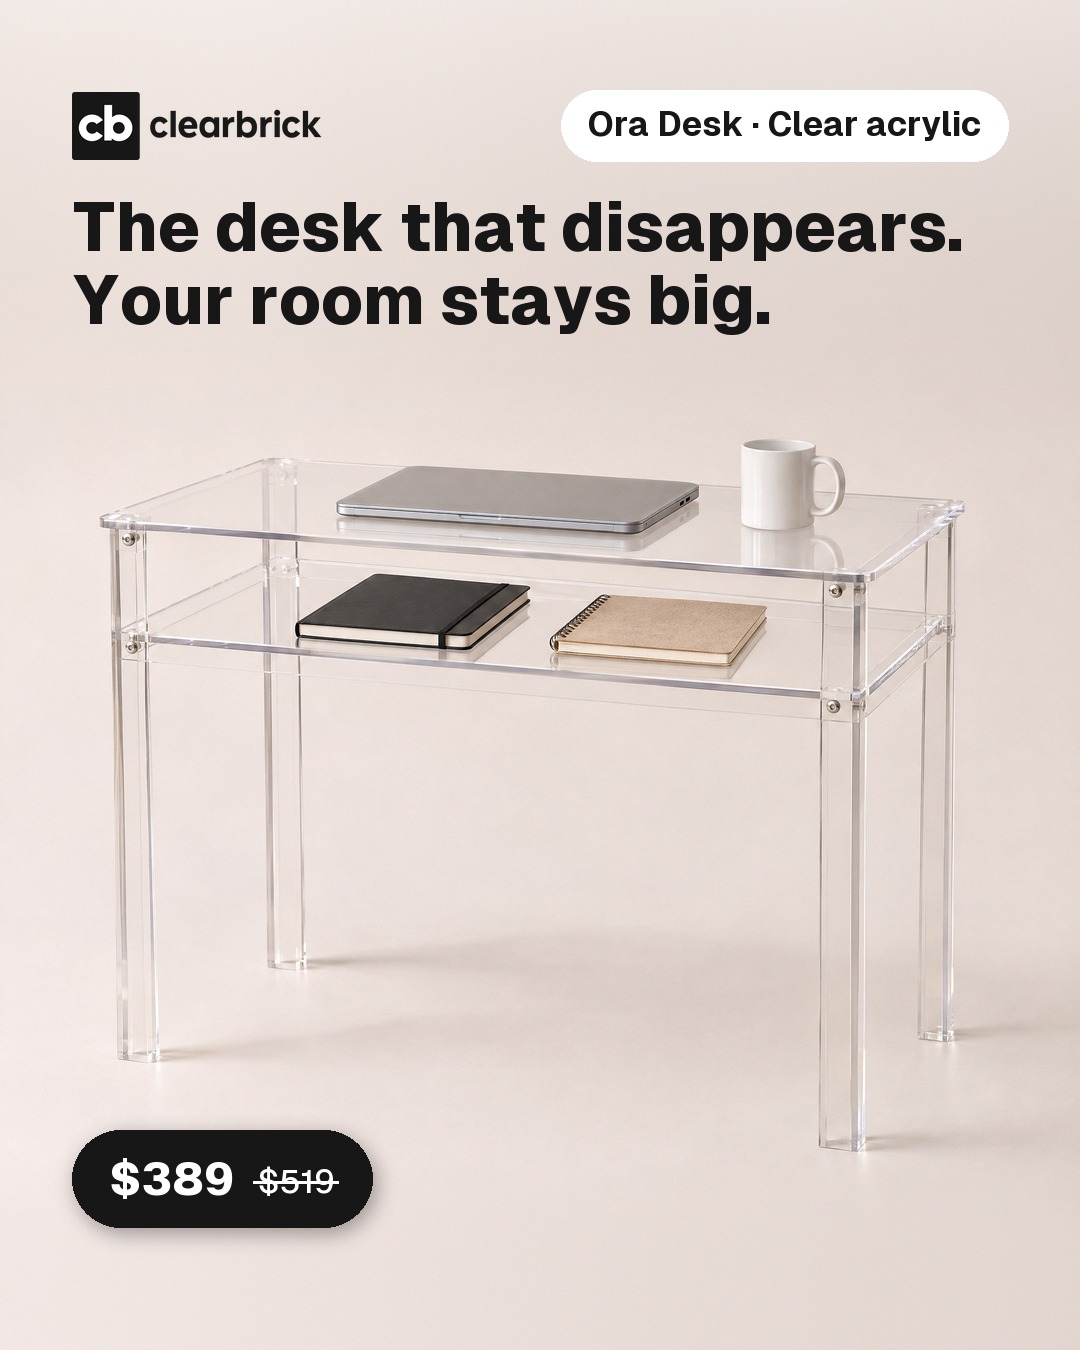 cb clearbrick
Ora Desk · Clear acrylic
The desk that disappears.
Your room stays big.
$389 $519